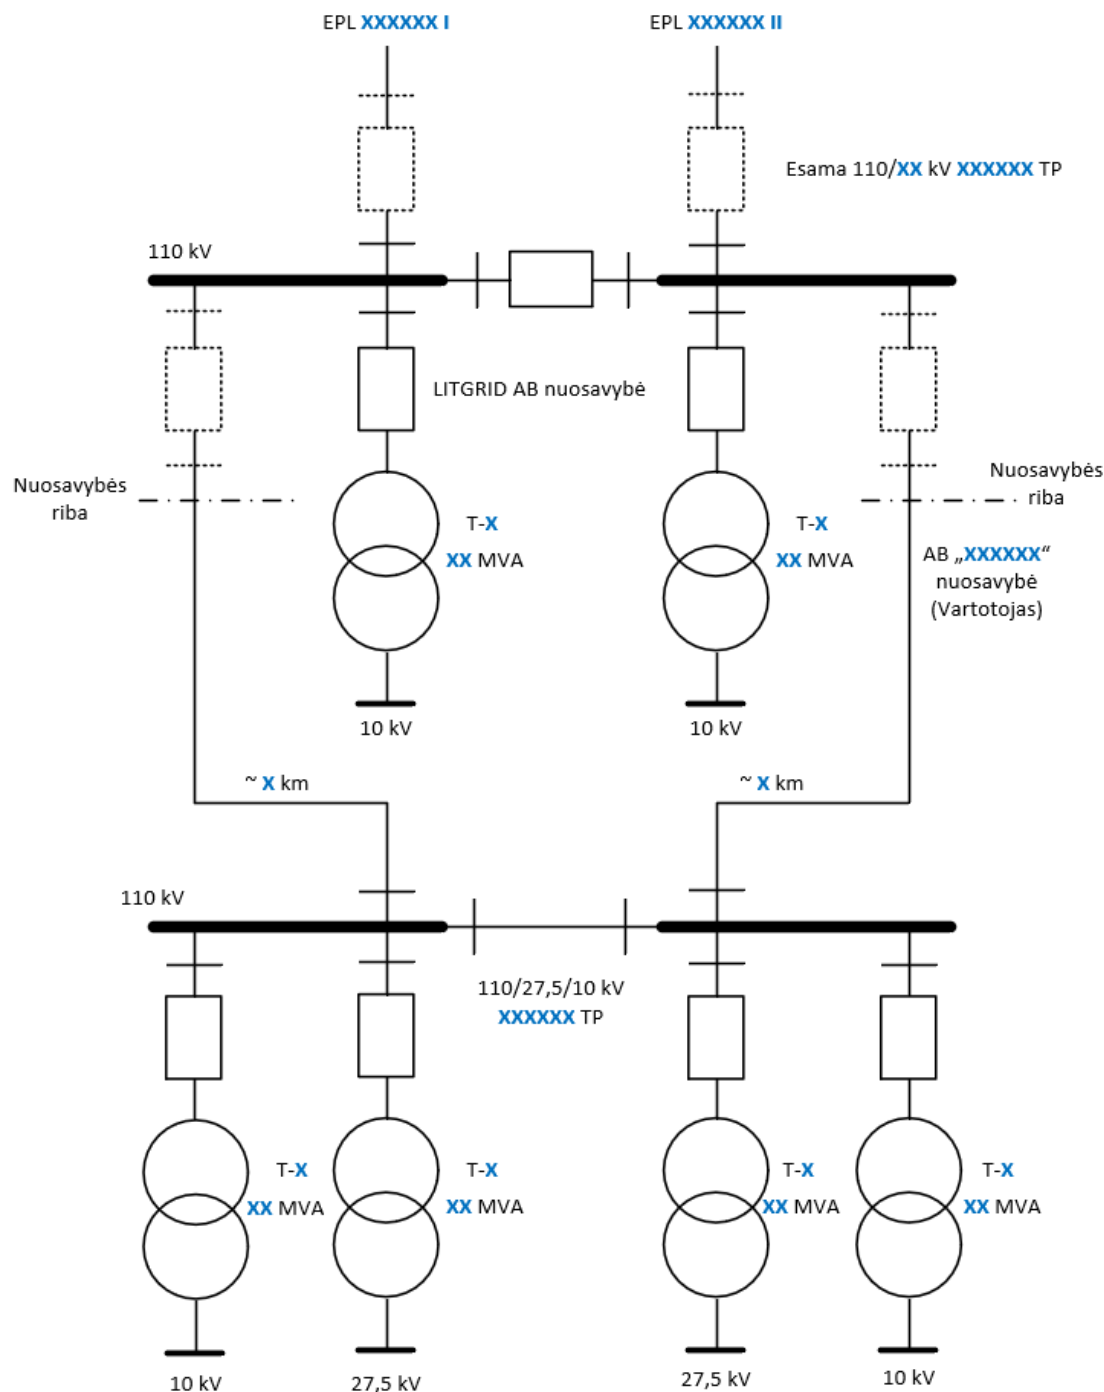 EPL XXXXXX I
EPL XXXXXX II
Esama 110/XX kV XXXXXX TP
110 kV
LITGRID AB nuosavybė
Nuosavybės
riba
Nuosavybės
riba
T-X
XX MVA
T-X
XX MVA
AB „XXXXXX“
nuosavybė
(Vartotojas)
10 kV
10 kV
~ X km
~ X km
110 kV
110/27,5/10 kV
XXXXXX TP
T-X
XX MVA
T-X
XX MVA
T-X
XX MVA
T-X
XX MVA
10 kV
27,5 kV
27,5 kV
10 kV